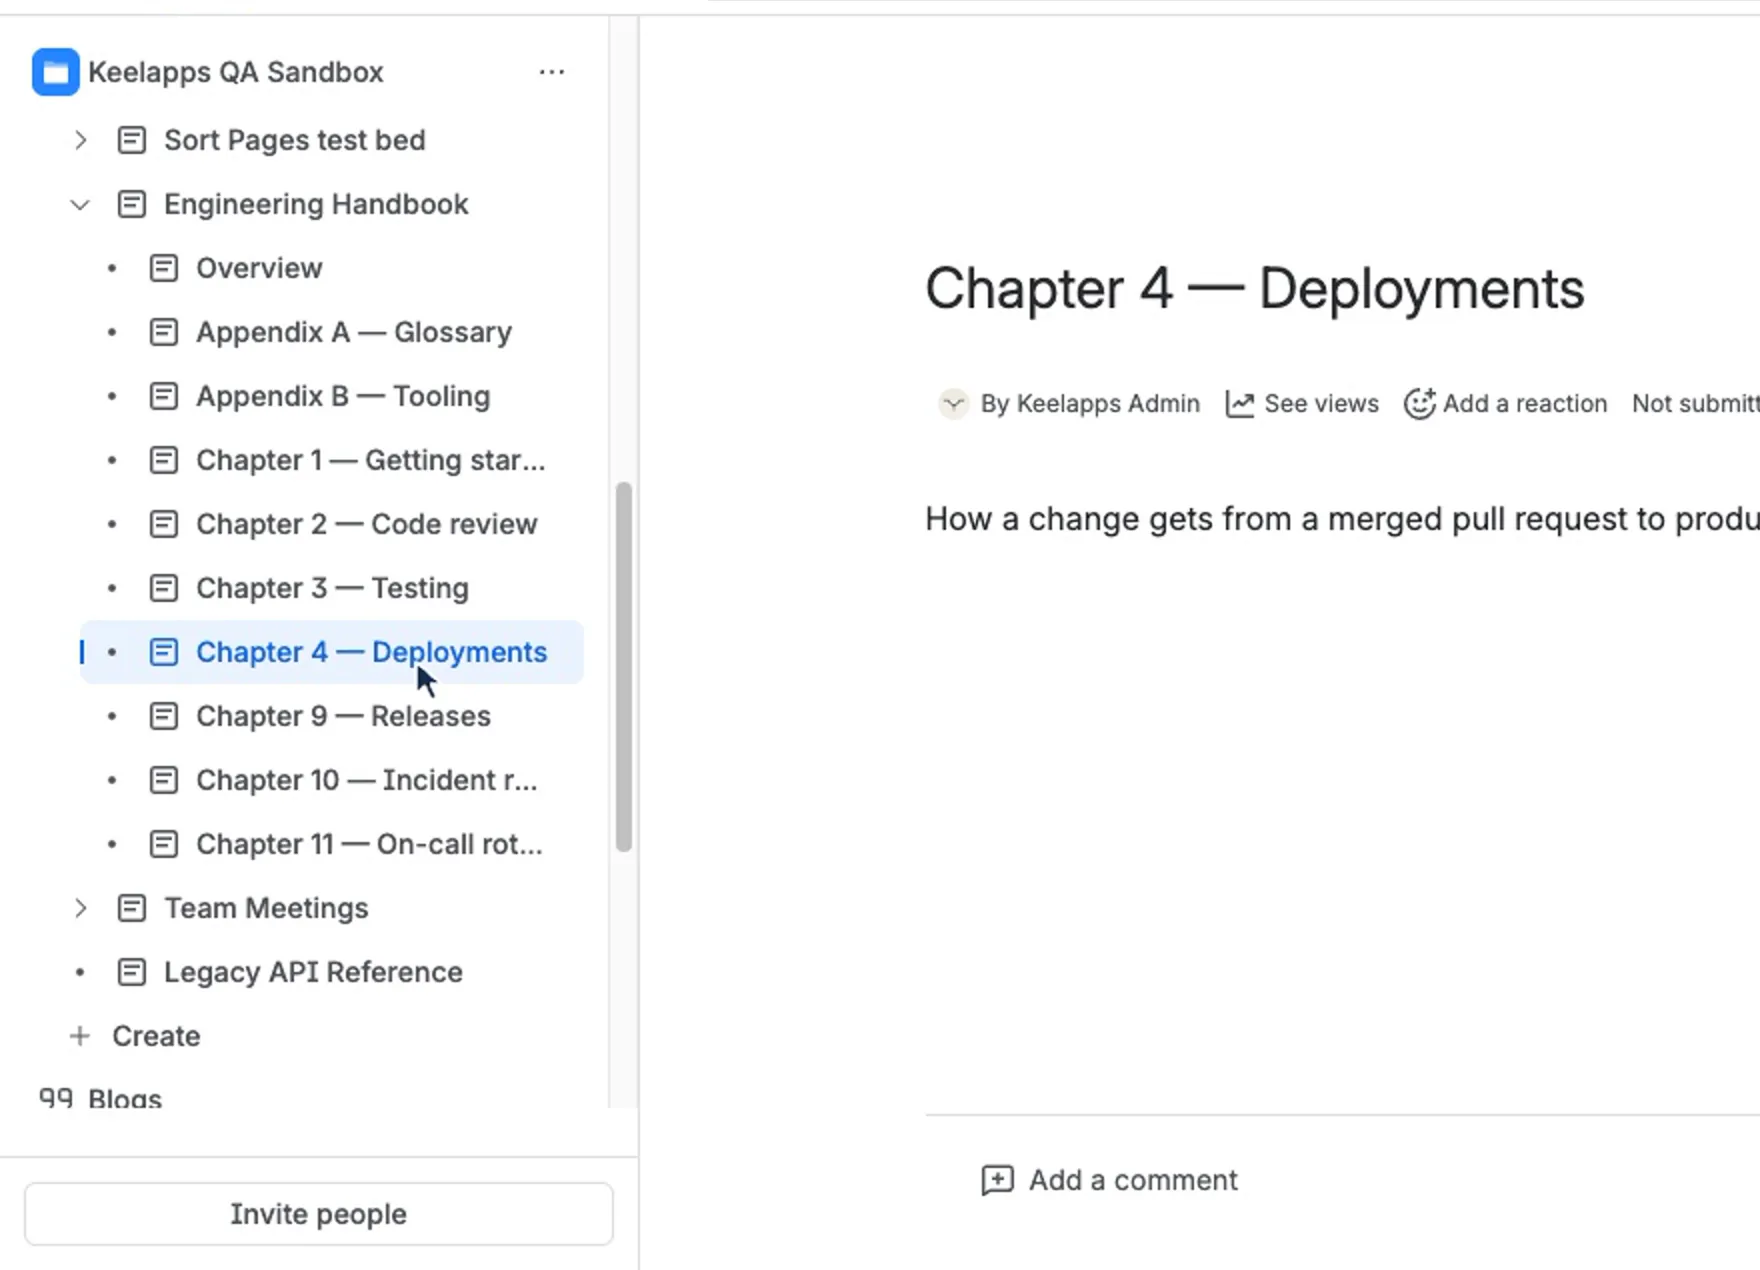 Keelapps QA Sandbox
Sort Pages test bed
Engineering Handbook
Overview
Appendix A — Glossary
Appendix B — Tooling
Chapter 1 — Getting star...
Chapter 2 — Code review
Chapter 3 — Testing
Chapter 4 — Deployments
Chapter 9 — Releases
Chapter 10 — Incident r...
Chapter 11 — On-call rot...
Team Meetings
Legacy API Reference
Create
Blogs
Invite people
Chapter 4 — Deployments
By Keelapps Admin See views Add a reaction Not submitt
How a change gets from a merged pull request to produ
Add a comment